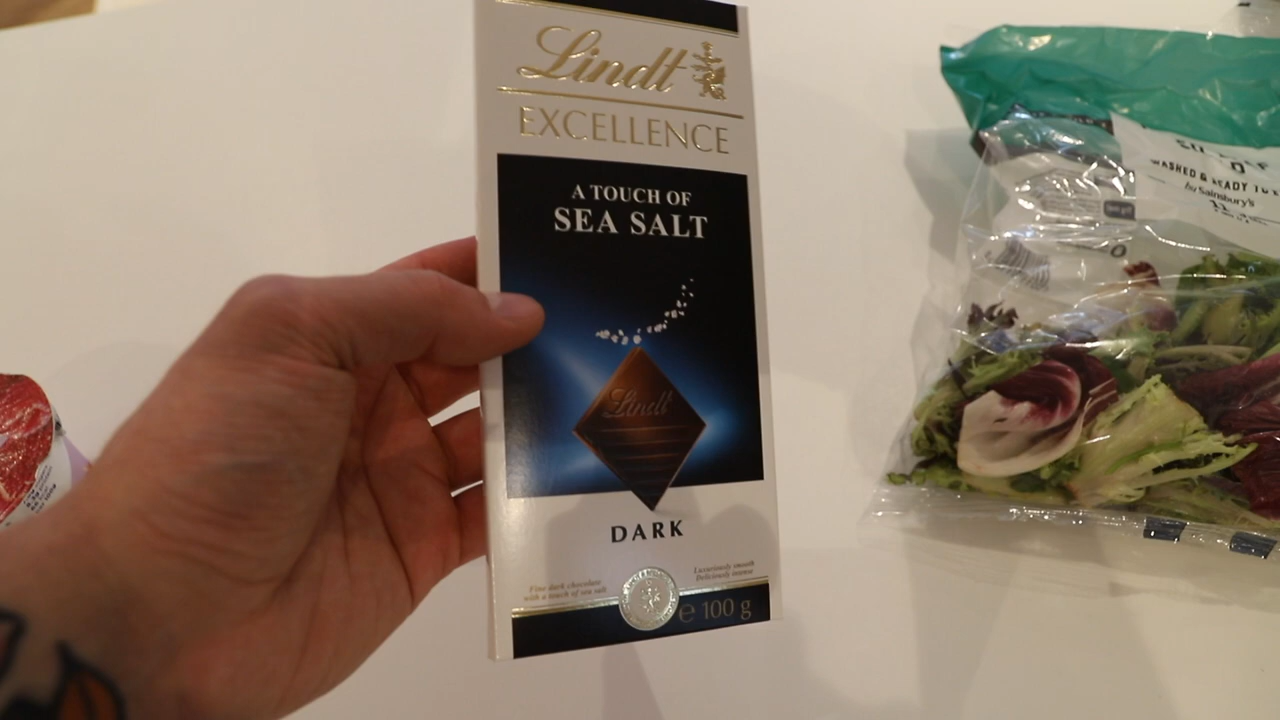 Lindt
EXCELLENCE
A TOUCH OF
SEA SALT
Lindt
DARK
Fine dark chocolate
with a touch of sea salt
Luxuriously smooth
Deliciously intense
e 100 g
WASHED & READY TO
by Sainsbury's